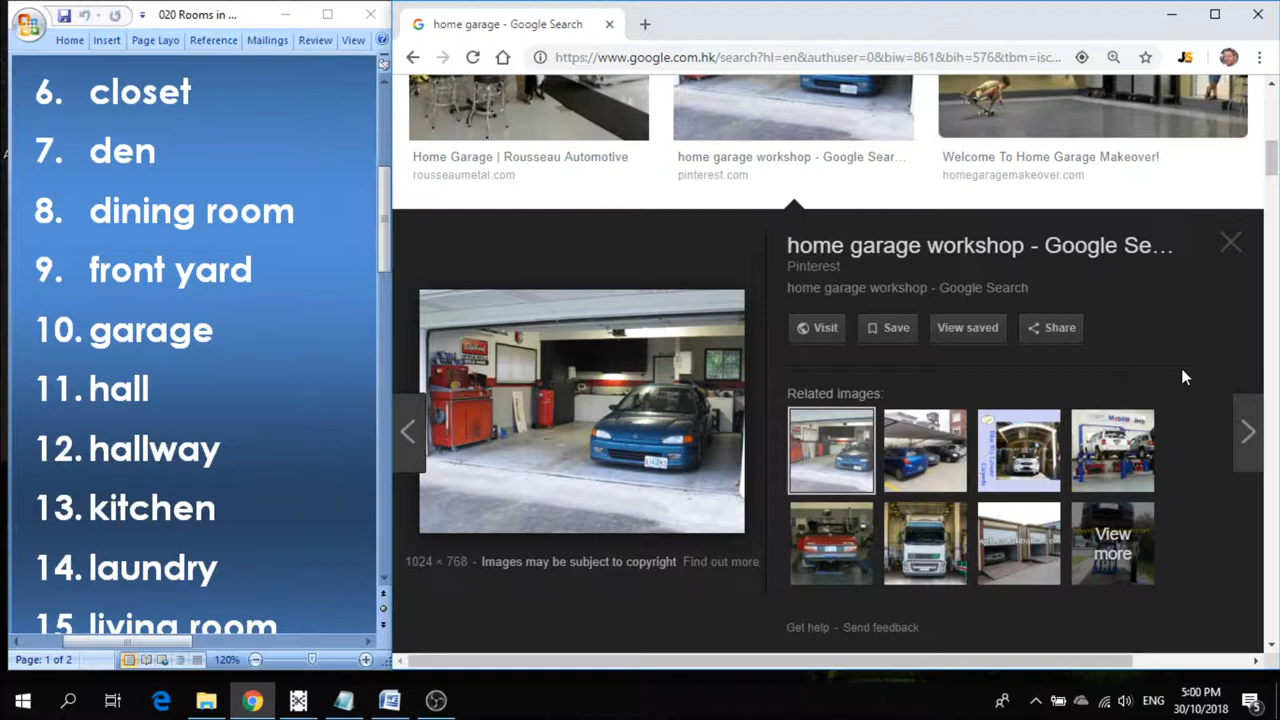 020 Rooms in ...
Home Insert Page Layo Reference Mailings Review View
6. closet
7. den
8. dining room
9. front yard
10. garage
11. hall
12. hallway
13. kitchen
14. laundry
15 living room
Page: 1 of 2 120%
home garage - Google Search
https://www.google.com.hk/search?hl=en&authuser=0&biw=861&bih=576&tbm=isc...
Home Garage | Rousseau Automotive
rousseaumetal.com
home garage workshop - Google Sear...
pinterest.com
Welcome To Home Garage Makeover!
homegaragemakeover.com
home garage workshop - Google Se...
Pinterest
home garage workshop - Google Search
Visit Save View saved Share
Related images:
View more
1024 × 768 - Images may be subject to copyright Find out more
Get help - Send feedback
ENG
5:00 PM
30/10/2018
5